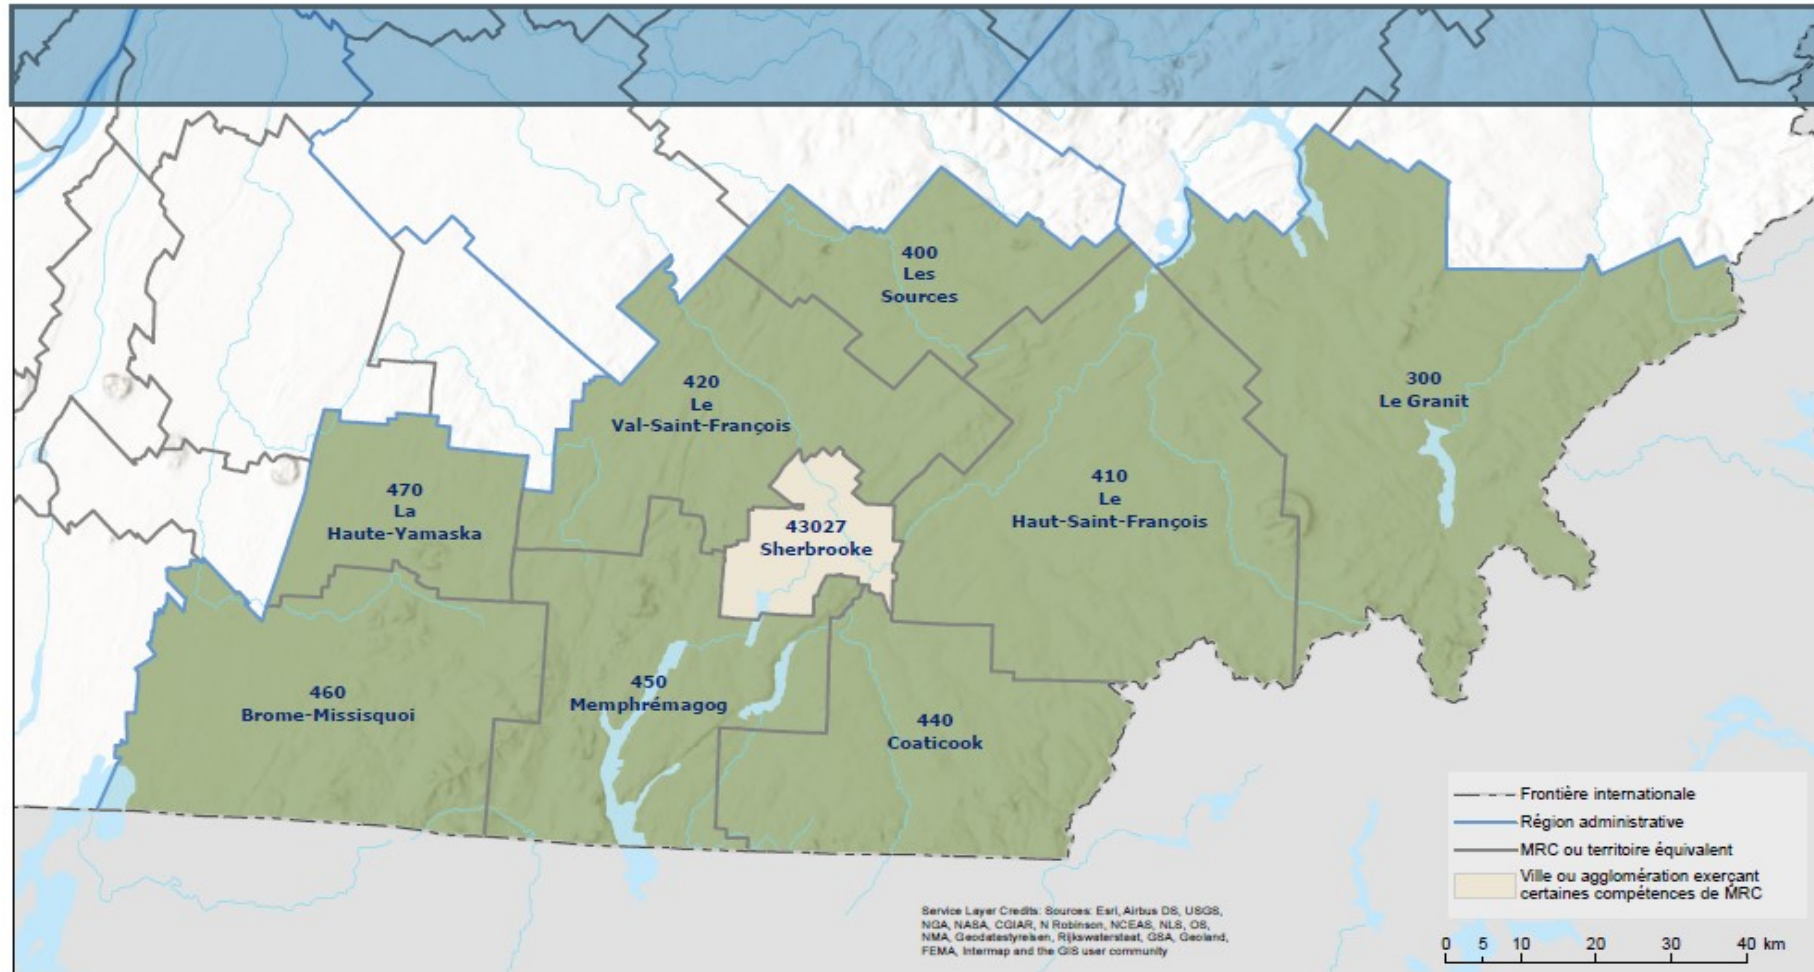 400
Les
Sources
300
Le Granit
420
Le
Val-Saint-François
410
Le
Haut-Saint-François
470
La
Haute-Yamaska
43027
Sherbrooke
460
Brome-Missisquoi
450
Memphrémagog
440
Coaticook
Frontière internationale
Région administrative
MRC ou territoire équivalent
Ville ou agglomération exerçant
certaines compétences de MRC
Service Layer Credits: Sources: Esri, Airbus DS, USGS,
NGA, NASA, CGIAR, N Robinson, NCEAS, NLS, OS,
NMA, Geodatastyrelsen, Rijkswaterstaat, GSA, Geoland,
FEMA, Intermap and the GIS user community
0 5 10 20 30 40 km